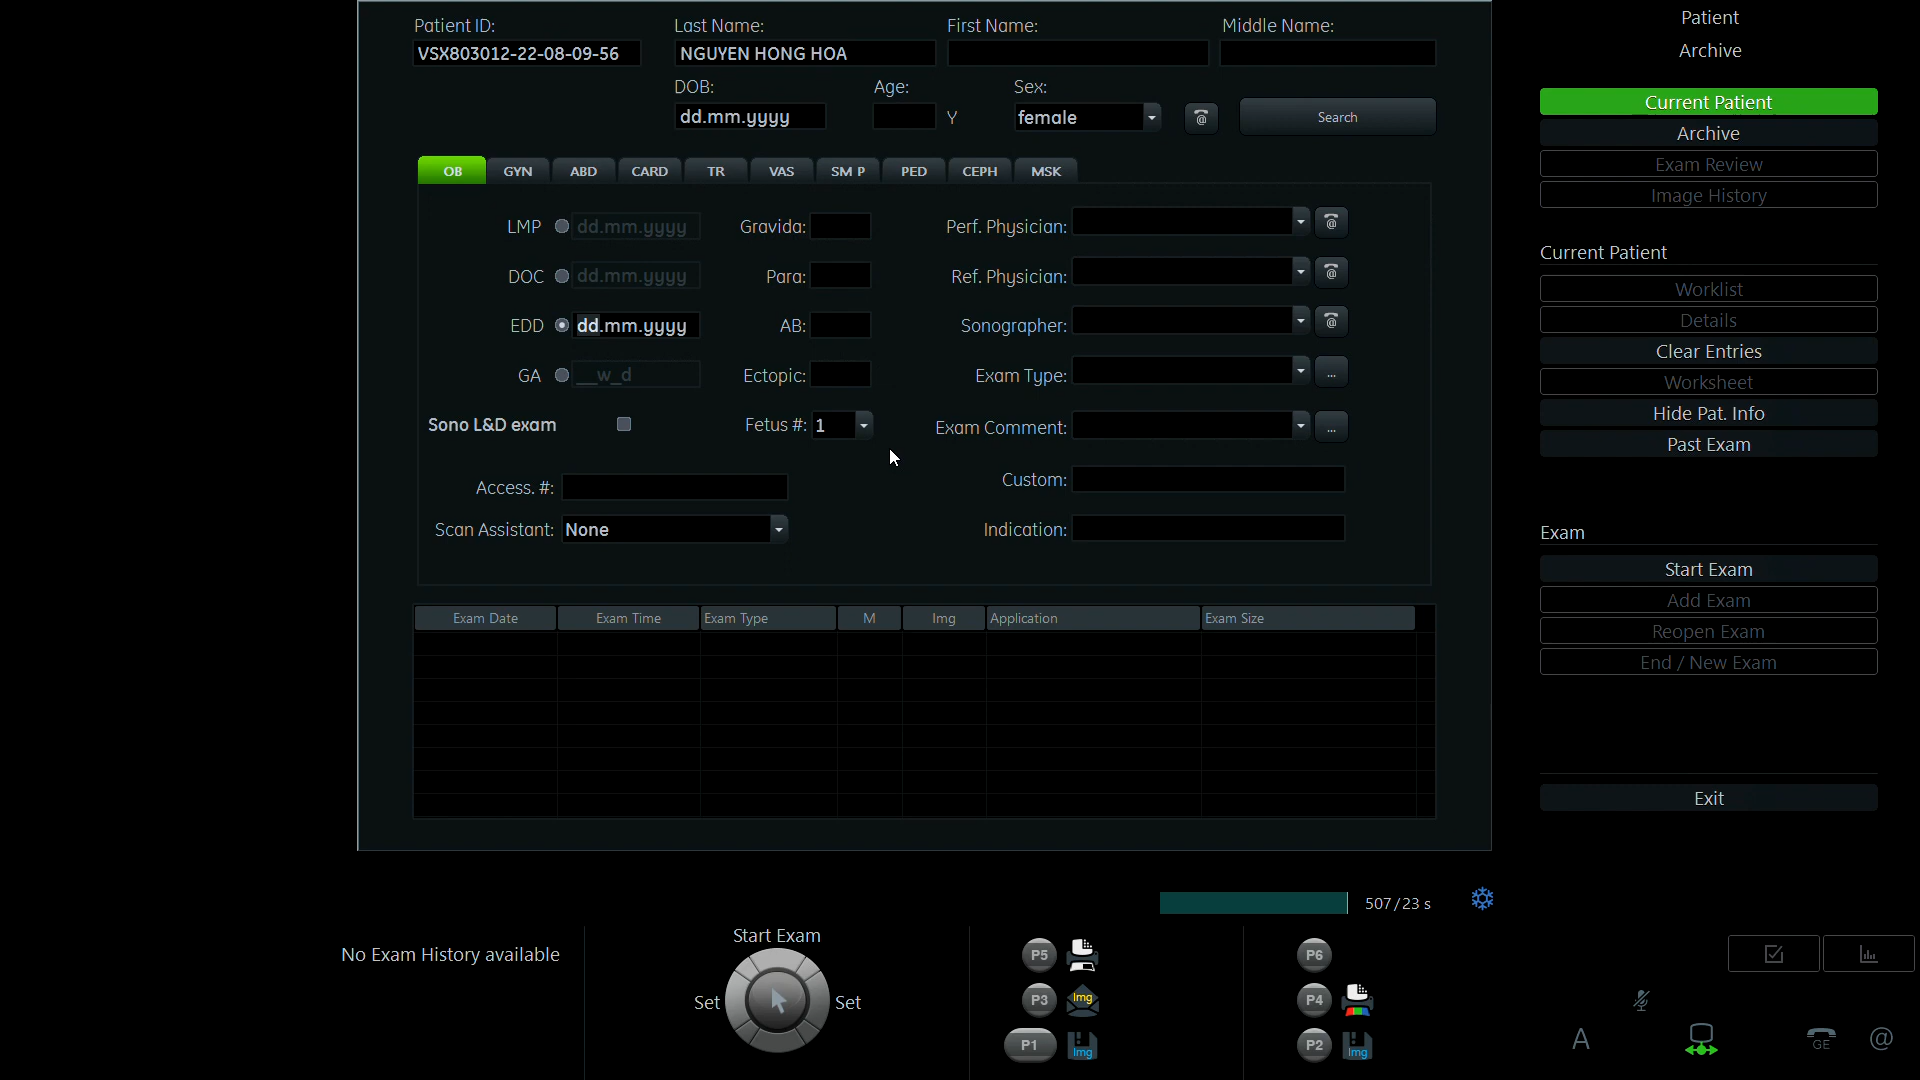 Patient ID: Last Name: First Name: Middle Name:
VSX803012-22-08-09-56 NGUYEN HONG HOA
DOB: Age: Sex:
dd.mm.yyyy Y female @ Search
OB GYN ABD CARD TR VAS SM P PED CEPH MSK
LMP dd.mm.yyyy Gravida: Perf. Physician: @
DOC dd.mm.yyyy Para: Ref. Physician: @
EDD dd.mm.yyyy AB: Sonographer: @
GA __w_d Ectopic: Exam Type: ...
Sono L&D exam Fetus #: 1 Exam Comment: ...
Custom:
Access. #:
Scan Assistant: None Indication:
Exam Date Exam Time Exam Type M Img Application Exam Size
Patient
Archive
Current Patient
Archive
Exam Review
Image History
Current Patient
Worklist
Details
Clear Entries
Worksheet
Hide Pat. Info
Past Exam
Exam
Start Exam
Add Exam
Reopen Exam
End / New Exam
Exit
507/23 s
No Exam History available
Start Exam
Set Set
P5 P6
P3 Img P4
P1 Img P2 Img
A GE @